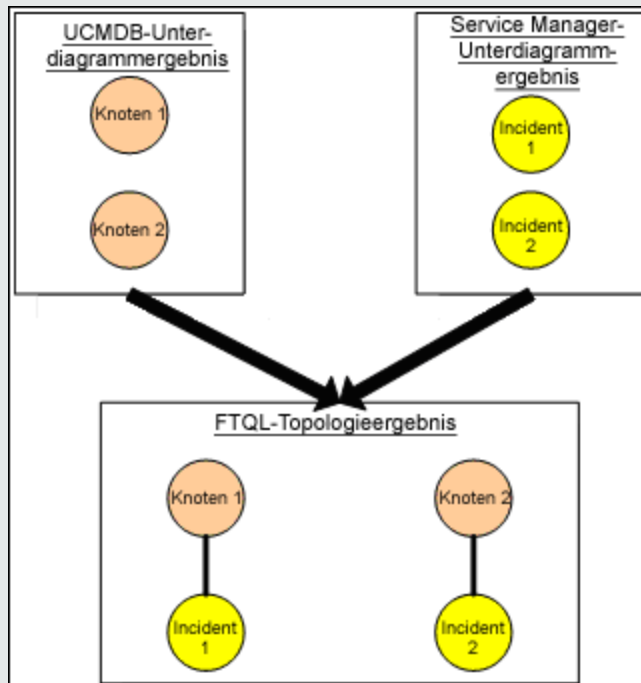 UCMDB-Unter-
diagrammergebnis
Knoten 1
Knoten 2
Service Manager-
Unterdiagramm-
ergebnis
Incident
1
Incident
2
FTQL-Topologieergebnis
Knoten 1
Knoten 2
Incident
1
Incident
2